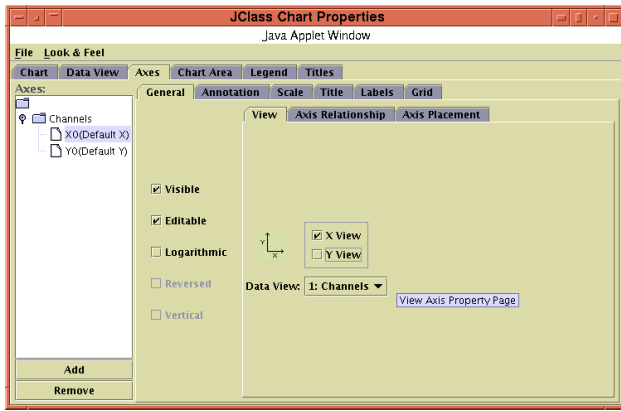 JClass Chart Properties
Java Applet Window
File Look & Feel
Chart Data View Axes Chart Area Legend Titles
Axes:
General Annotation Scale Title Labels Grid
View Axis Relationship Axis Placement
Channels
X0(Default X)
Y0(Default Y)
Visible
Editable
Logarithmic
Reversed
Vertical
Y
X
X View
Y View
Data View: 1: Channels
View Axis Property Page
Add
Remove